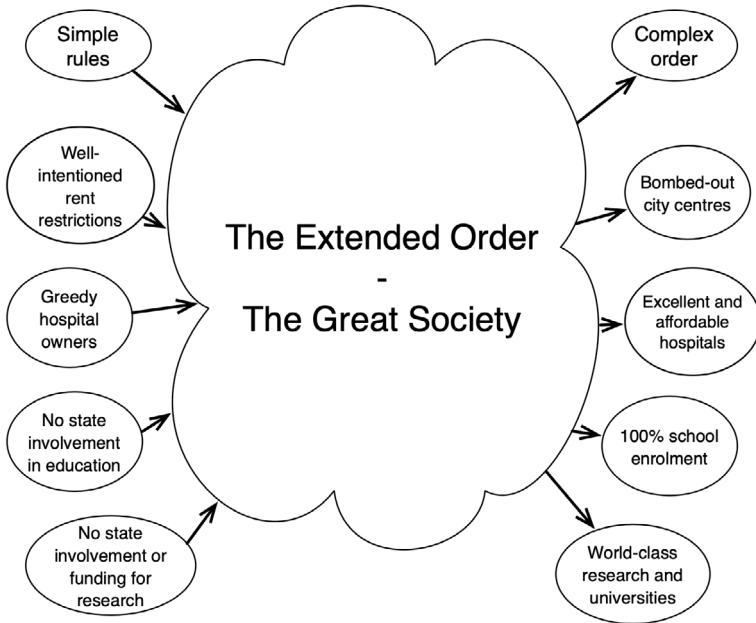 Simple
rules
Complex
order
Well-
intentioned
rent
restrictions
Bombed-out
city centres
The Extended Order
-
The Great Society
Greedy
hospital
owners
Excellent and
affordable
hospitals
No state
involvement
in education
100% school
enrolment
No state
involvement or
funding for
research
World-class
research and
universities